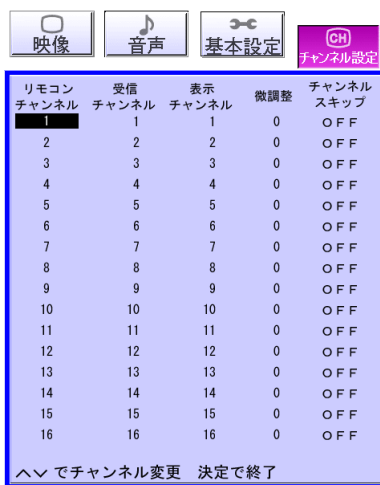 映像 音声 基本設定 CH
チャンネル設定
リモコン 受信 表示 微調整 チャンネル
チャンネル チャンネル チャンネル スキップ
1 1 1 0 OFF
2 2 2 0 OFF
3 3 3 0 OFF
4 4 4 0 OFF
5 5 5 0 OFF
6 6 6 0 OFF
7 7 7 0 OFF
8 8 8 0 OFF
9 9 9 0 OFF
10 10 10 0 OFF
11 11 11 0 OFF
12 12 12 0 OFF
13 13 13 0 OFF
14 14 14 0 OFF
15 15 15 0 OFF
16 16 16 0 OFF
へ∨ でチャンネル変更 決定で終了